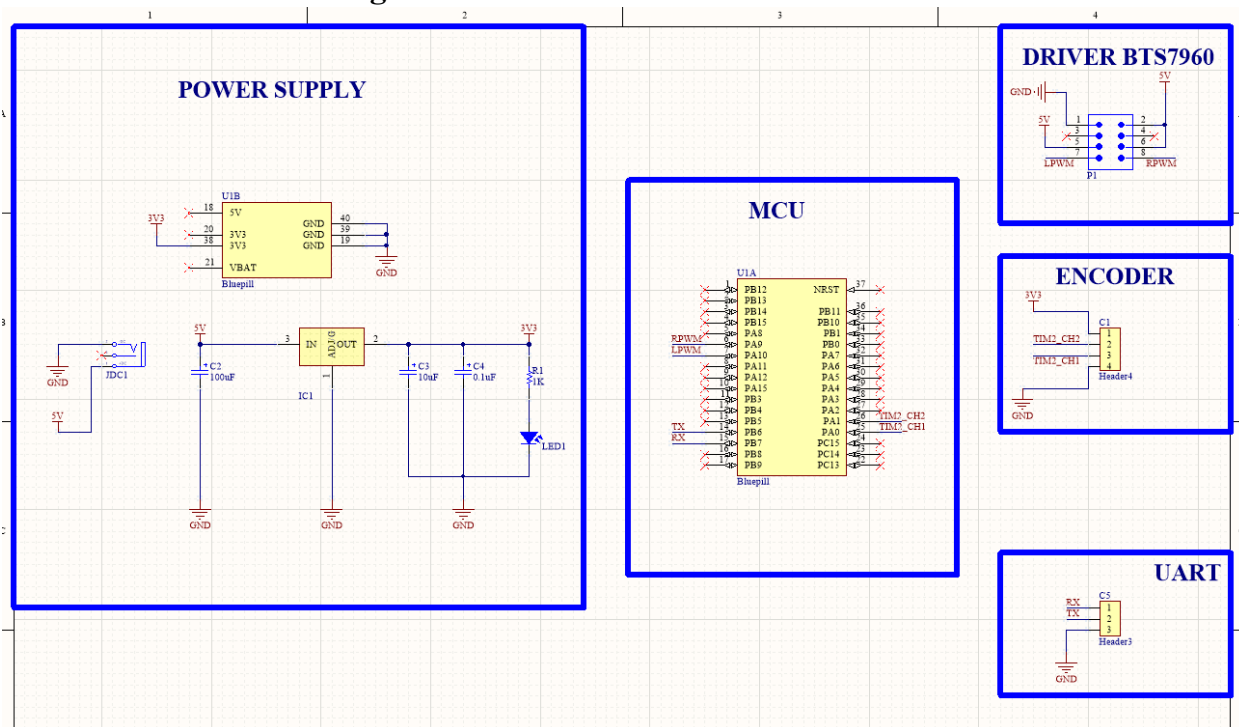 1 2 3 4
POWER SUPPLY
U1B
18 5V
GND 40
3V3
20 3V3
GND 39
38 3V3
GND 19
21 VBAT
GND
Bluepill
5V
3 IN ADJ/G OUT 2
3V3
JDC1
GND
C2
100uF
C3
10uF
C4
0.1uF
R1
1K
1
IC1
5V
LED1
GND
GND
GND
MCU
U1A
PB12 NRST 37
PB13
PB14 PB11
PB15 PB10
PA8 PB1
RPWM PA9 PB0
LPWM PA10 PA7
PA11 PA6
PA12 PA5
PA15 PA4
PB3 PA3
PB4 PA2
PB5 PA1 TIM2_CH2
TX 14 PB6 PA0 TIM2_CH1
RX 15 PB7 PC15
PB8 PC14
PB9 PC13
Bluepill
DRIVER BTS7960
5V
GND
5V
1 2
3 4
5 6
7 8
LPWM RPWM
P1
ENCODER
3V3
C1
1
TIM2_CH2 2
TIM2_CH1 3
4
Header4
GND
UART
C5
RX 1
TX 2
3
Header3
GND